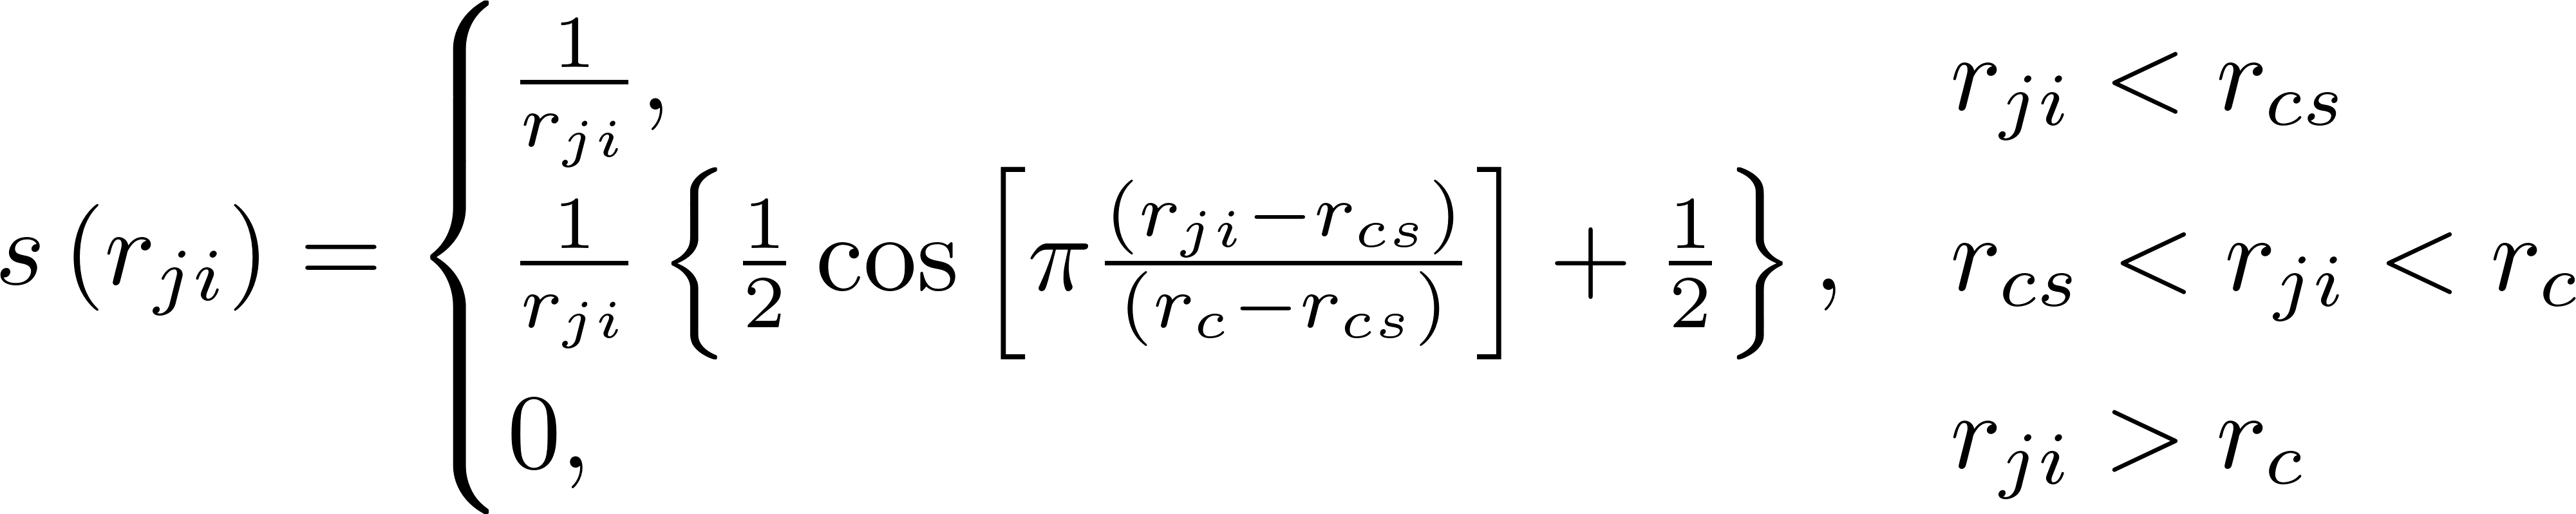 s(r_{ji}) = \begin{cases} \frac{1}{r_{ji}}, & r_{ji} < r_{cs} \\ \frac{1}{r_{ji}} \left\{ \frac{1}{2} \cos \left[ \pi \frac{(r_{ji} - r_{cs})}{(r_c - r_{cs})} \right] + \frac{1}{2} \right\}, & r_{cs} < r_{ji} < r_c \\ 0, & r_{ji} > r_c \end{cases}